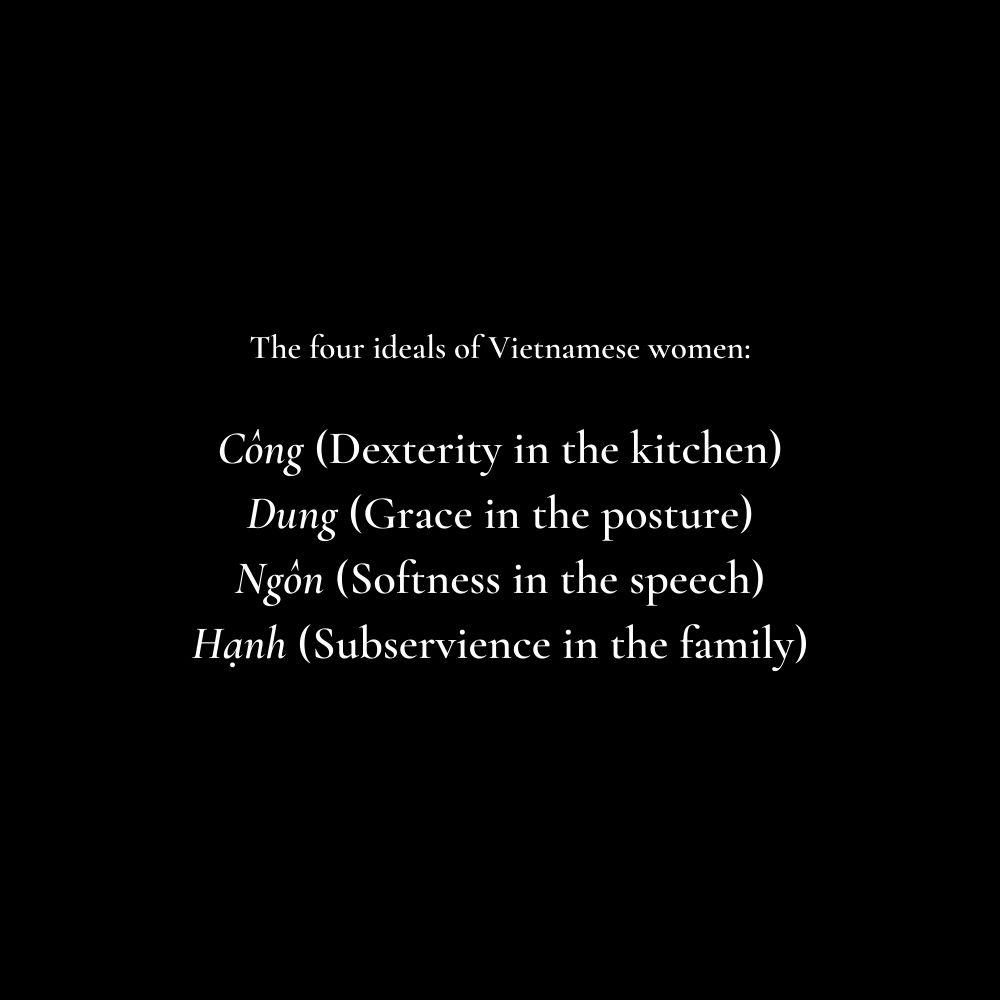 The four ideals of Vietnamese women:
Công (Dexterity in the kitchen)
Dung (Grace in the posture)
Ngôn (Softness in the speech)
Hạnh (Subservience in the family)